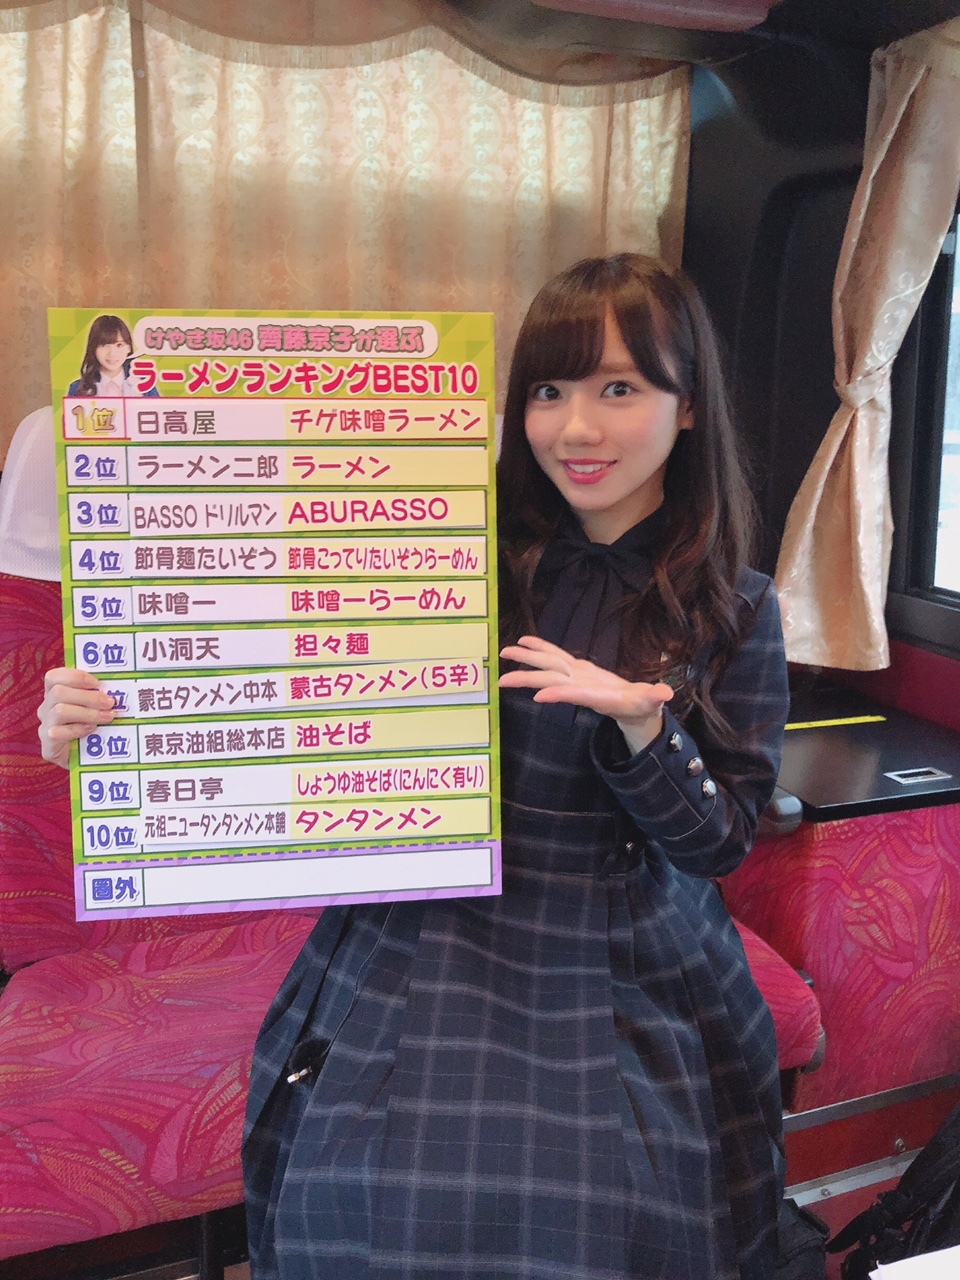 けやき坂46 齊藤京子が選ぶ
ラーメンランキングBEST10
1位 日高屋 チゲ味噌ラーメン
2位 ラーメン二郎 ラーメン
3位 BASSO ドリルマン ABURASSO
4位 節骨麺たいぞう 節骨こってりたいぞうらーめん
5位 味噌一 味噌一らーめん
6位 小洞天 担々麺
位 蒙古タンメン中本 蒙古タンメン(5辛)
8位 東京油組総本店 油そば
9位 春日亭 しょうゆ油そば(にんにく有り)
10位 元祖ニュータンタンメン本舗 タンタンメン
圏外